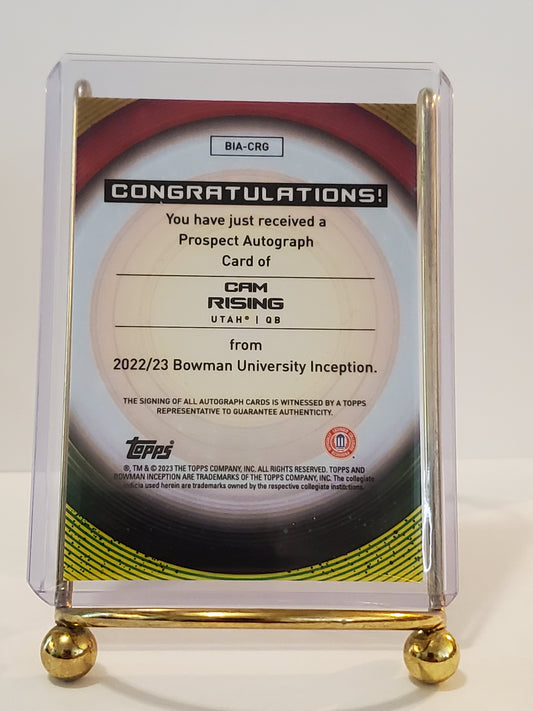 BIA-CRG
CONGRATULATIONS!
You have just received a
Prospect Autograph
Card of
CAM
RISING
UTAH® | QB
from
2022/23 Bowman University Inception.
THE SIGNING OF ALL AUTOGRAPH CARDS IS WITNESSED BY A TOPPS
REPRESENTATIVE TO GUARANTEE AUTHENTICITY.
topps
®, TM & © 2023 THE TOPPS COMPANY, INC. ALL RIGHTS RESERVED. TOPPS AND
BOWMAN INCEPTION ARE TRADEMARKS OF THE TOPPS COMPANY, INC. The collegiate
indicia used herein are trademarks owned by the respective collegiate institutions.